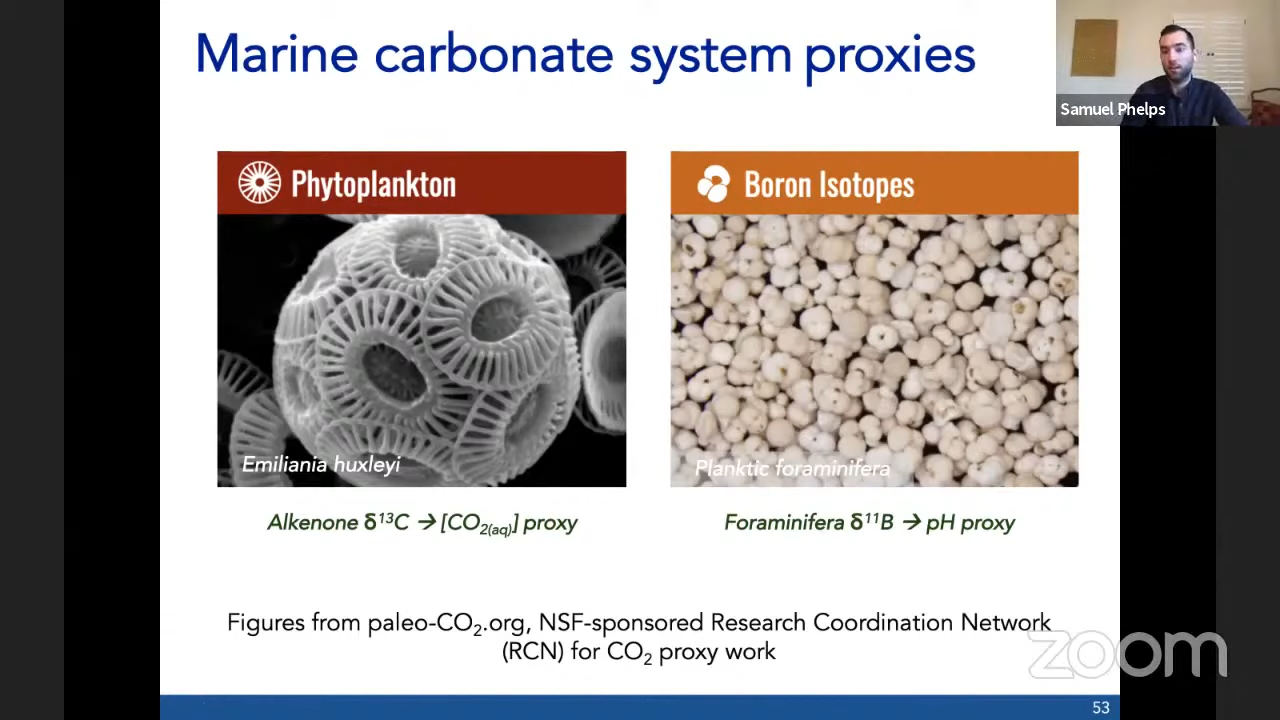 Marine carbonate system proxies
Samuel Phelps
Phytoplankton
Boron Isotopes
Emiliania huxleyi
Planktic foraminifera
Alkenone δ¹³C → [CO₂₍aq₎] proxy
Foraminifera δ¹¹B → pH proxy
Figures from paleo-CO₂.org, NSF-sponsored Research Coordination Network
(RCN) for CO₂ proxy work
zoom
53